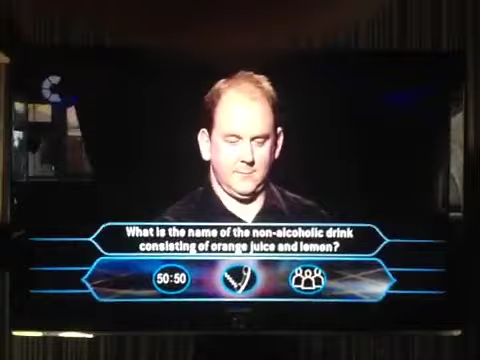 What is the name of the non-alcoholic drink
consisting of orange juice and lemon?
50:50